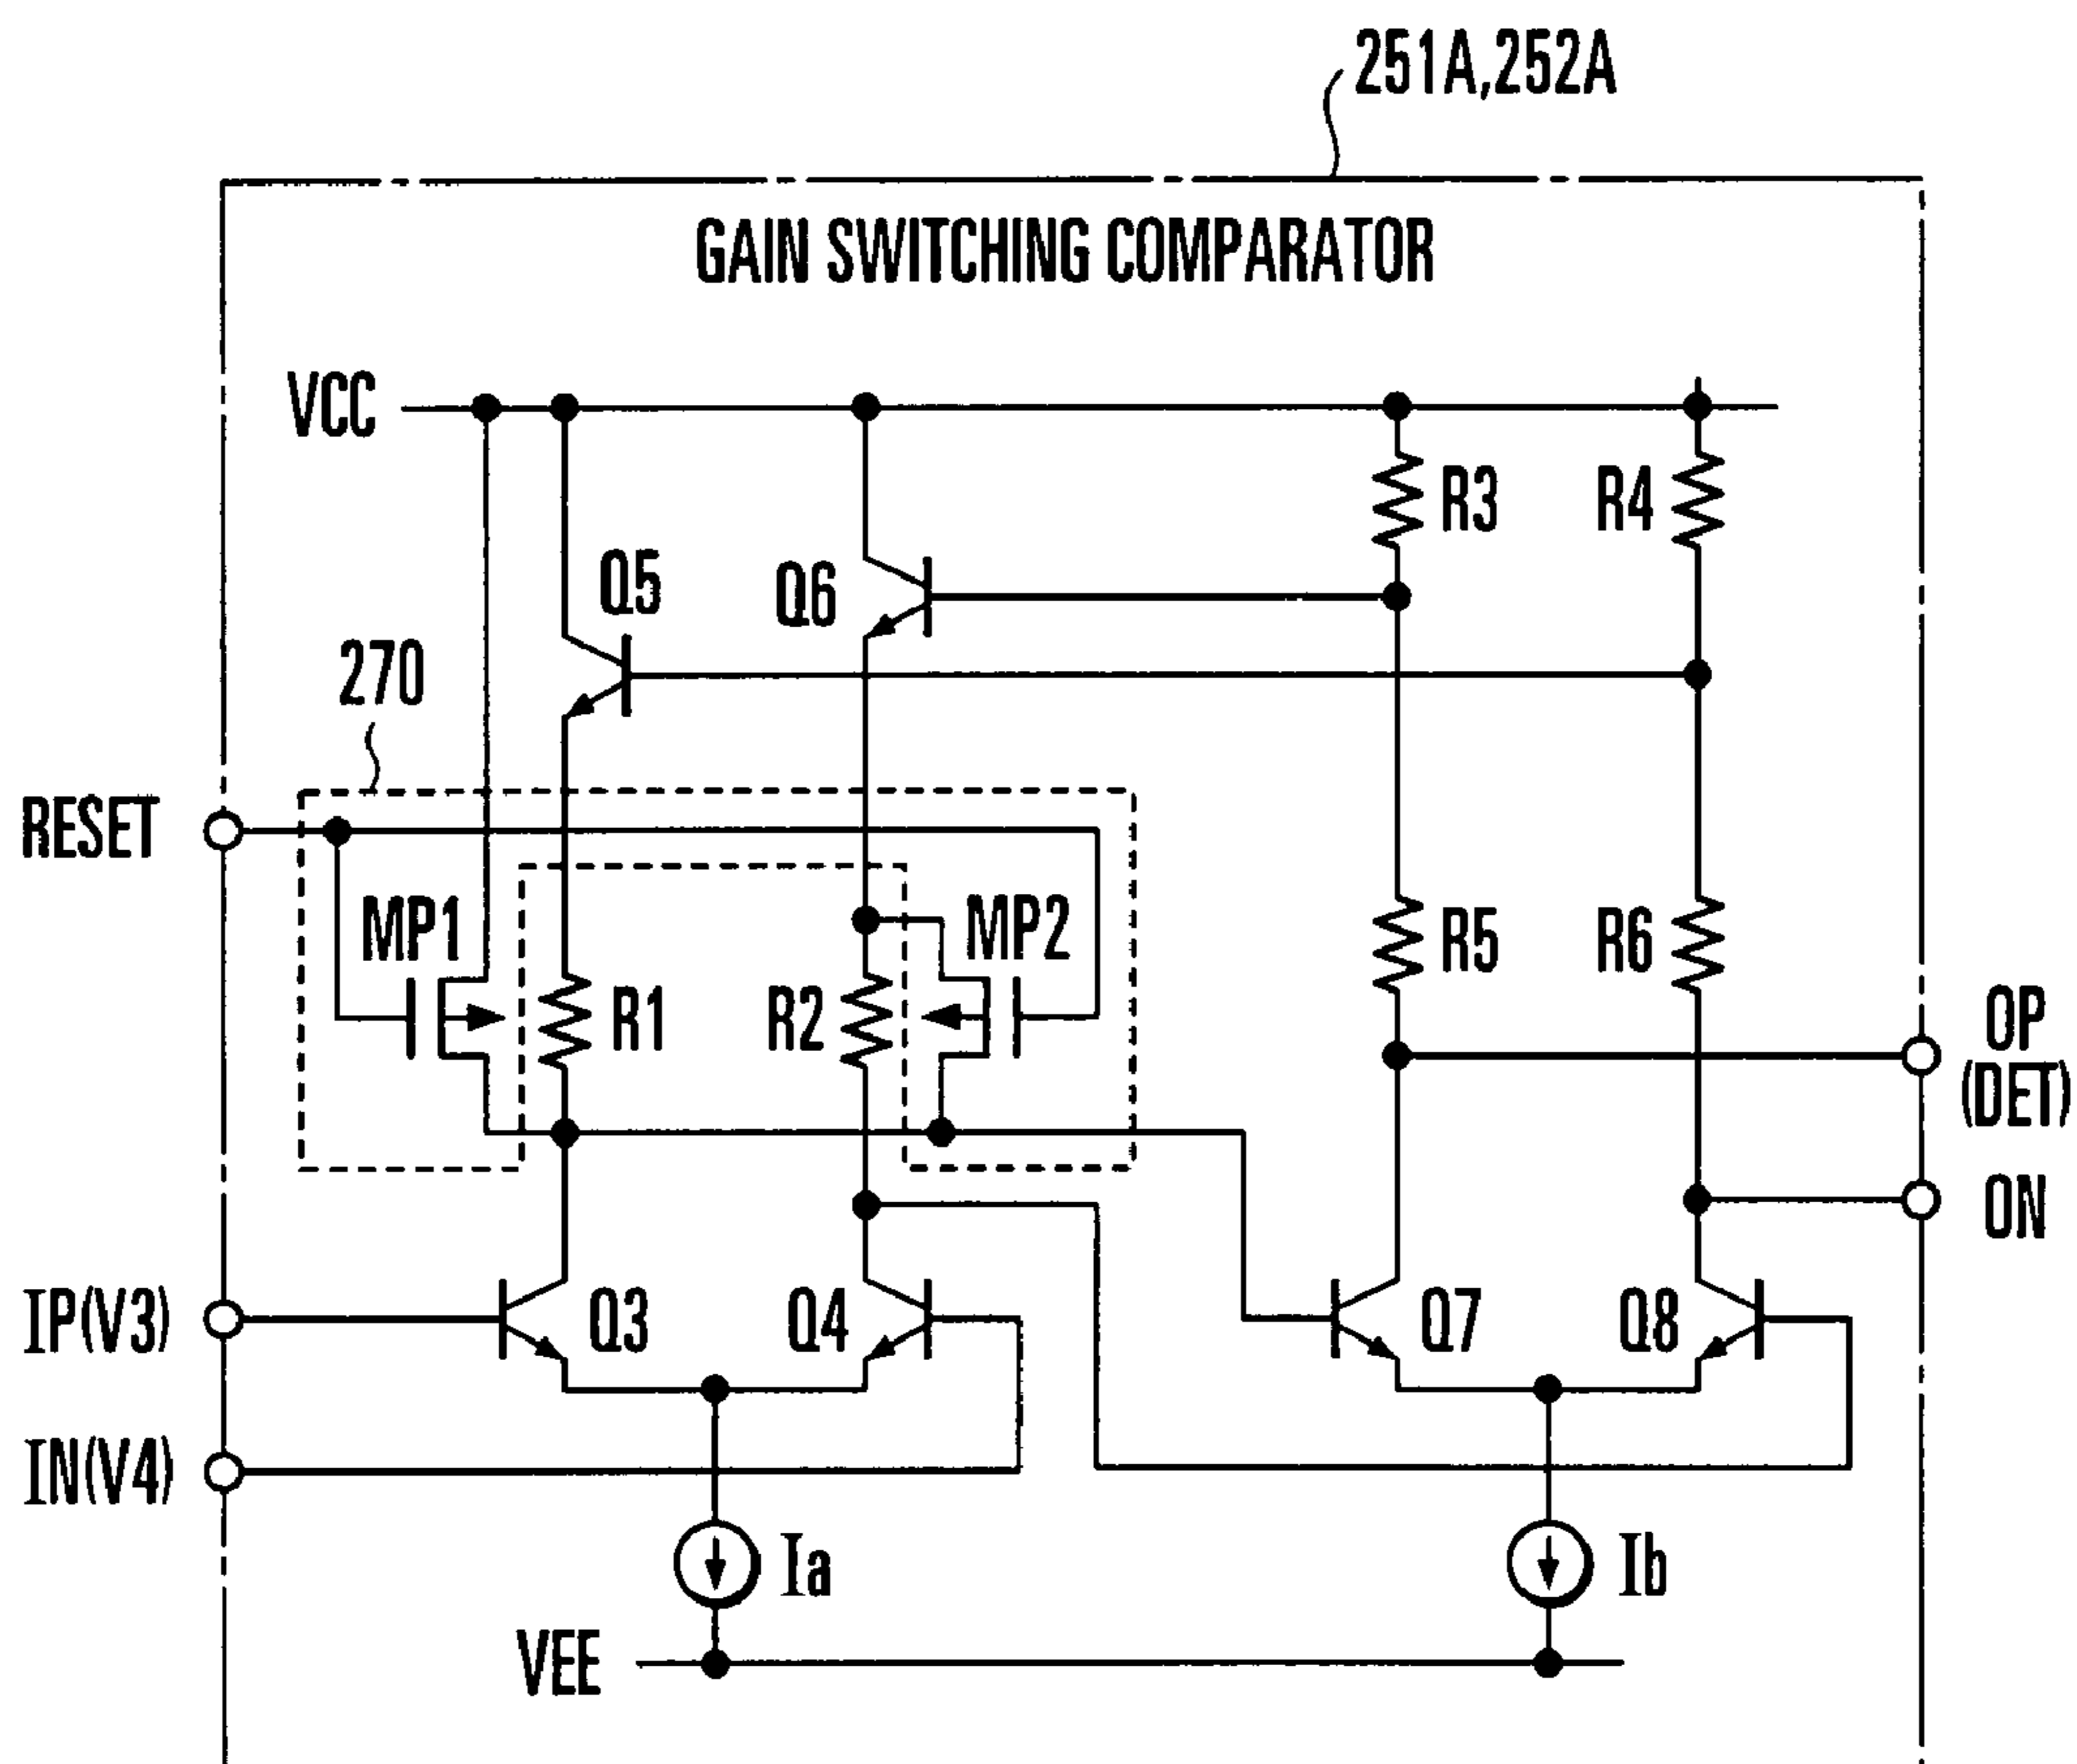 251A,252A
GAIN SWITCHING COMPARATOR
VCC
R3
R4
Q5
Q6
270
RESET
MP1
MP2
R1
R2
R5
R6
OP
(DET)
ON
IP(V3)
Q3
Q4
Q7
Q8
IN(V4)
Ia
Ib
VEE